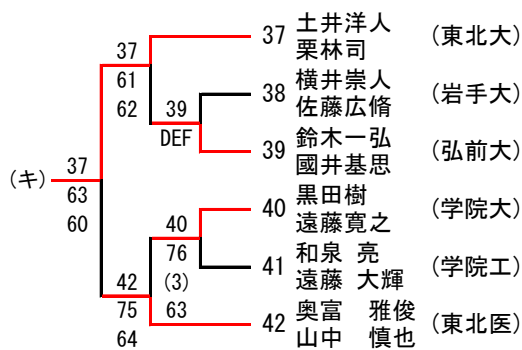 37 土井洋人 (東北大)
栗林司
38 横井崇人 (岩手大)
佐藤広脩
39 鈴木一弘 (弘前大)
國井基思
40 黒田樹 (学院大)
遠藤寛之
41 和泉 亮 (学院工)
遠藤 大輝
42 奥富 雅俊 (東北医)
山中 慎也
37
61
62
39
DEF
(キ)
37
63
60
40
76
(3)
63
42
75
64